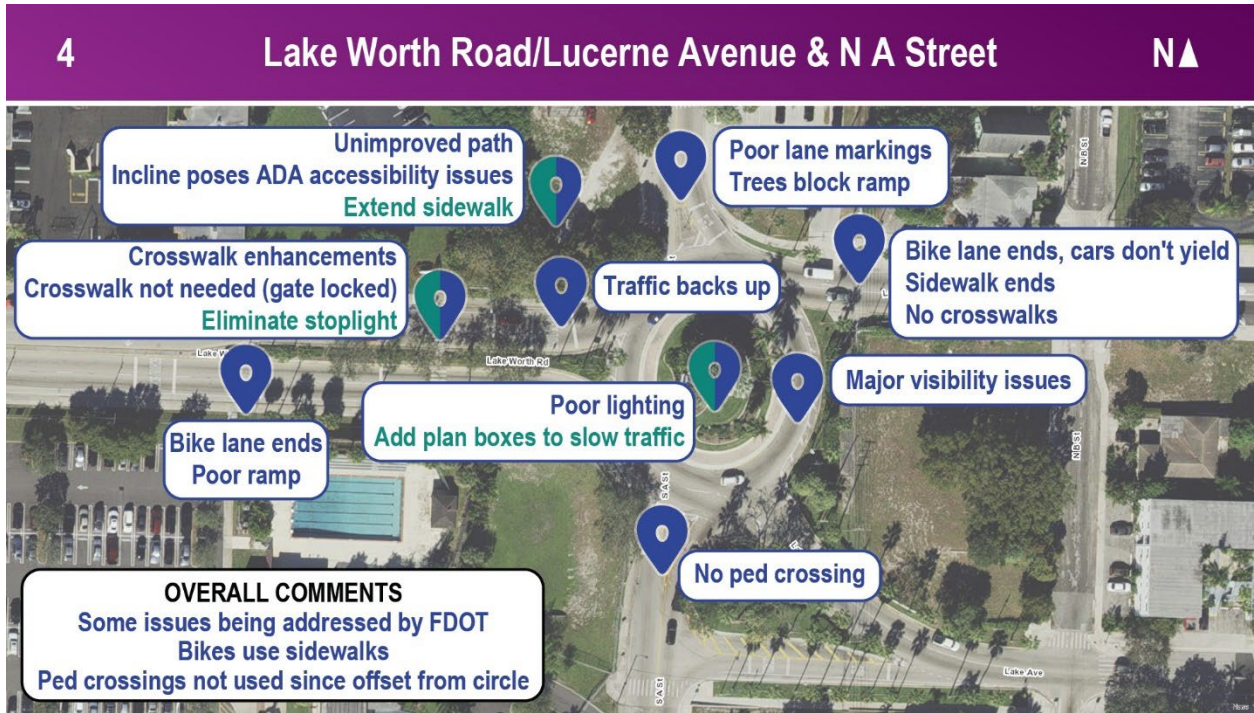 4
Lake Worth Road/Lucerne Avenue & N A Street
N
Unimproved path
Incline poses ADA accessibility issues
Extend sidewalk
Poor lane markings
Trees block ramp
N B St
Crosswalk enhancements
Crosswalk not needed (gate locked)
Eliminate stoplight
Traffic backs up
Bike lane ends, cars don't yield
Sidewalk ends
No crosswalks
Lake W
Lake Worth Rd
Bike lane ends
Poor ramp
Poor lighting
Add plan boxes to slow traffic
Major visibility issues
N B St
S A St
No ped crossing
OVERALL COMMENTS
Some issues being addressed by FDOT
Bikes use sidewalks
Ped crossings not used since offset from circle
S A St
Lake Ave